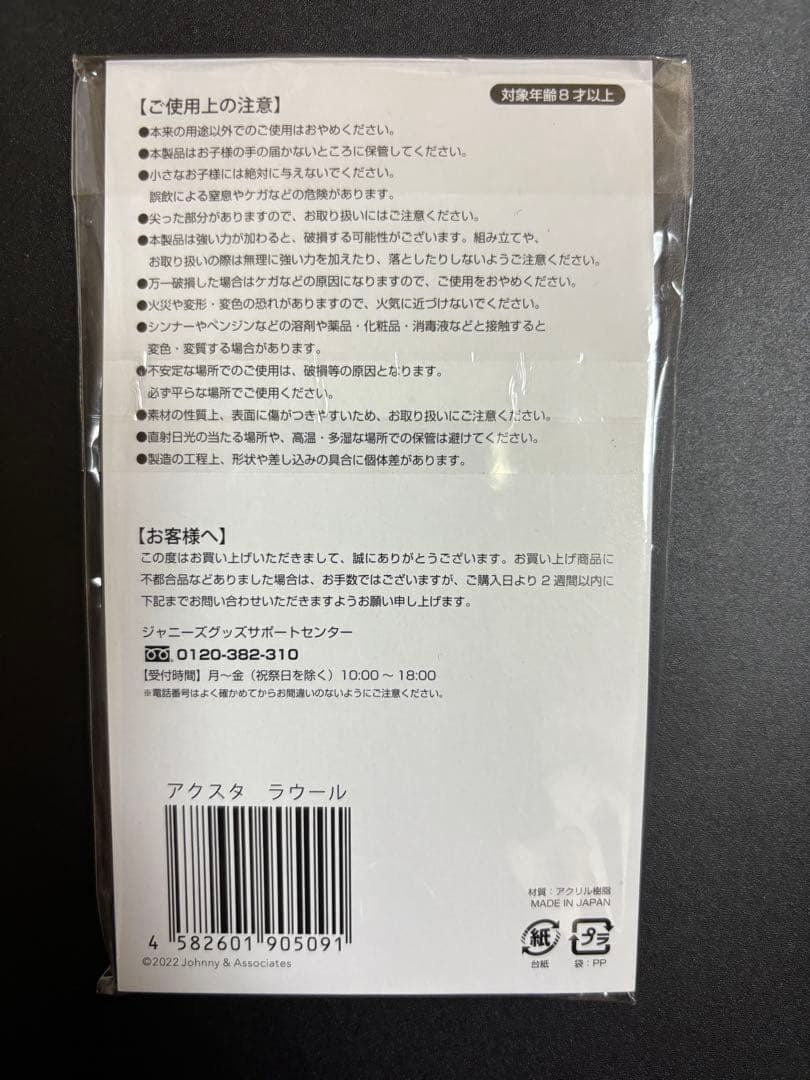 対象年齢8才以上
【ご使用上の注意】
●本来の用途以外でのご使用はおやめください。
●本製品はお子様の手の届かないところに保管してください。
●小さなお子様には絶対に与えないでください。
誤飲による窒息やケガなどの危険があります。
●尖った部分がありますので、お取り扱いにはご注意ください。
●本製品は強い力が加わると、破損する可能性がございます。組み立てや、
お取り扱いの際は無理に強い力を加えたり、落としたりしないようご注意ください。
●万一破損した場合はケガなどの原因になりますので、ご使用をおやめください。
●火災や変形・変色の恐れがありますので、火気に近づけないでください。
●シンナーやベンジンなどの溶剤や薬品・化粧品・消毒液などと接触すると
変色・変質する場合があります。
●不安定な場所でのご使用は、破損等の原因となります。
必ず平らな場所でご使用ください。
●素材の性質上、表面に傷がつきやすいため、お取り扱いにご注意ください。
●直射日光の当たる場所や、高温・多湿な場所での保管は避けてください。
●製造の工程上、形状や差し込みの具合に個体差があります。
【お客様へ】
この度はお買い上げいただきまして、誠にありがとうございます。お買い上げ商品に
不都合品などありました場合は、お手数ではございますが、ご購入日より2週間以内に
下記までお問い合わせいただきますようお願い申し上げます。
ジャニーズグッズサポートセンター
0120-382-310
【受付時間】月～金（祝祭日を除く）10:00～18:00
※電話番号はよく確かめてからお間違いのないようにご注意ください。
アクスタ　ラウール
4 582601 905091
©2022 Johnny & Associates
材質：アクリル樹脂
MADE IN JAPAN
紙 プラ
台紙 袋：PP